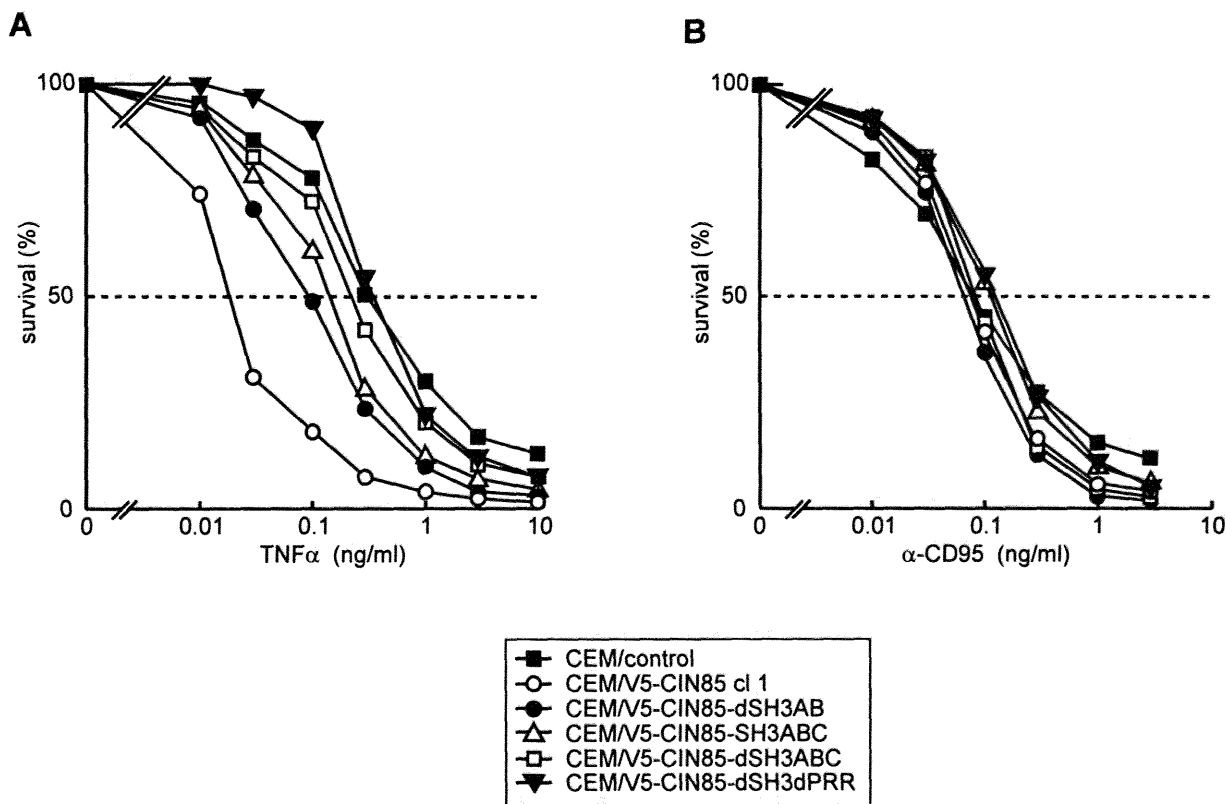 A
B
100
50
0
survival (%)
0
0.01
0.1
1
10
TNFα (ng/ml)
100
50
0
survival (%)
0
0.01
0.1
1
10
α-CD95 (ng/ml)
CEM/control
CEM/V5-CIN85 cl 1
CEM/V5-CIN85-dSH3AB
CEM/V5-CIN85-SH3ABC
CEM/V5-CIN85-dSH3ABC
CEM/V5-CIN85-dSH3dPRR